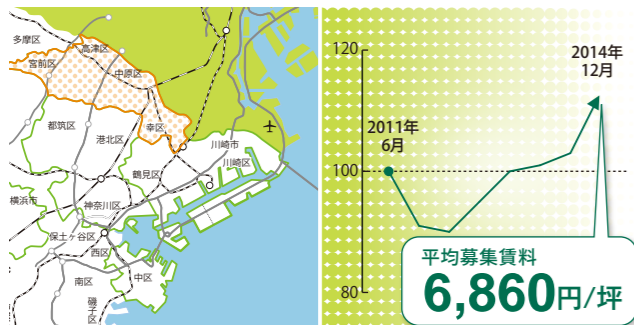 多摩区
高津区
宮前区
中原区
都筑区
港北区
幸区
川崎市
川崎区
鶴見区
横浜市
神奈川区
保土ヶ谷区
西区
中区
南区
磯子区
120
100
80
2011年
6月
2014年
12月
平均募集賃料
6,860円/坪